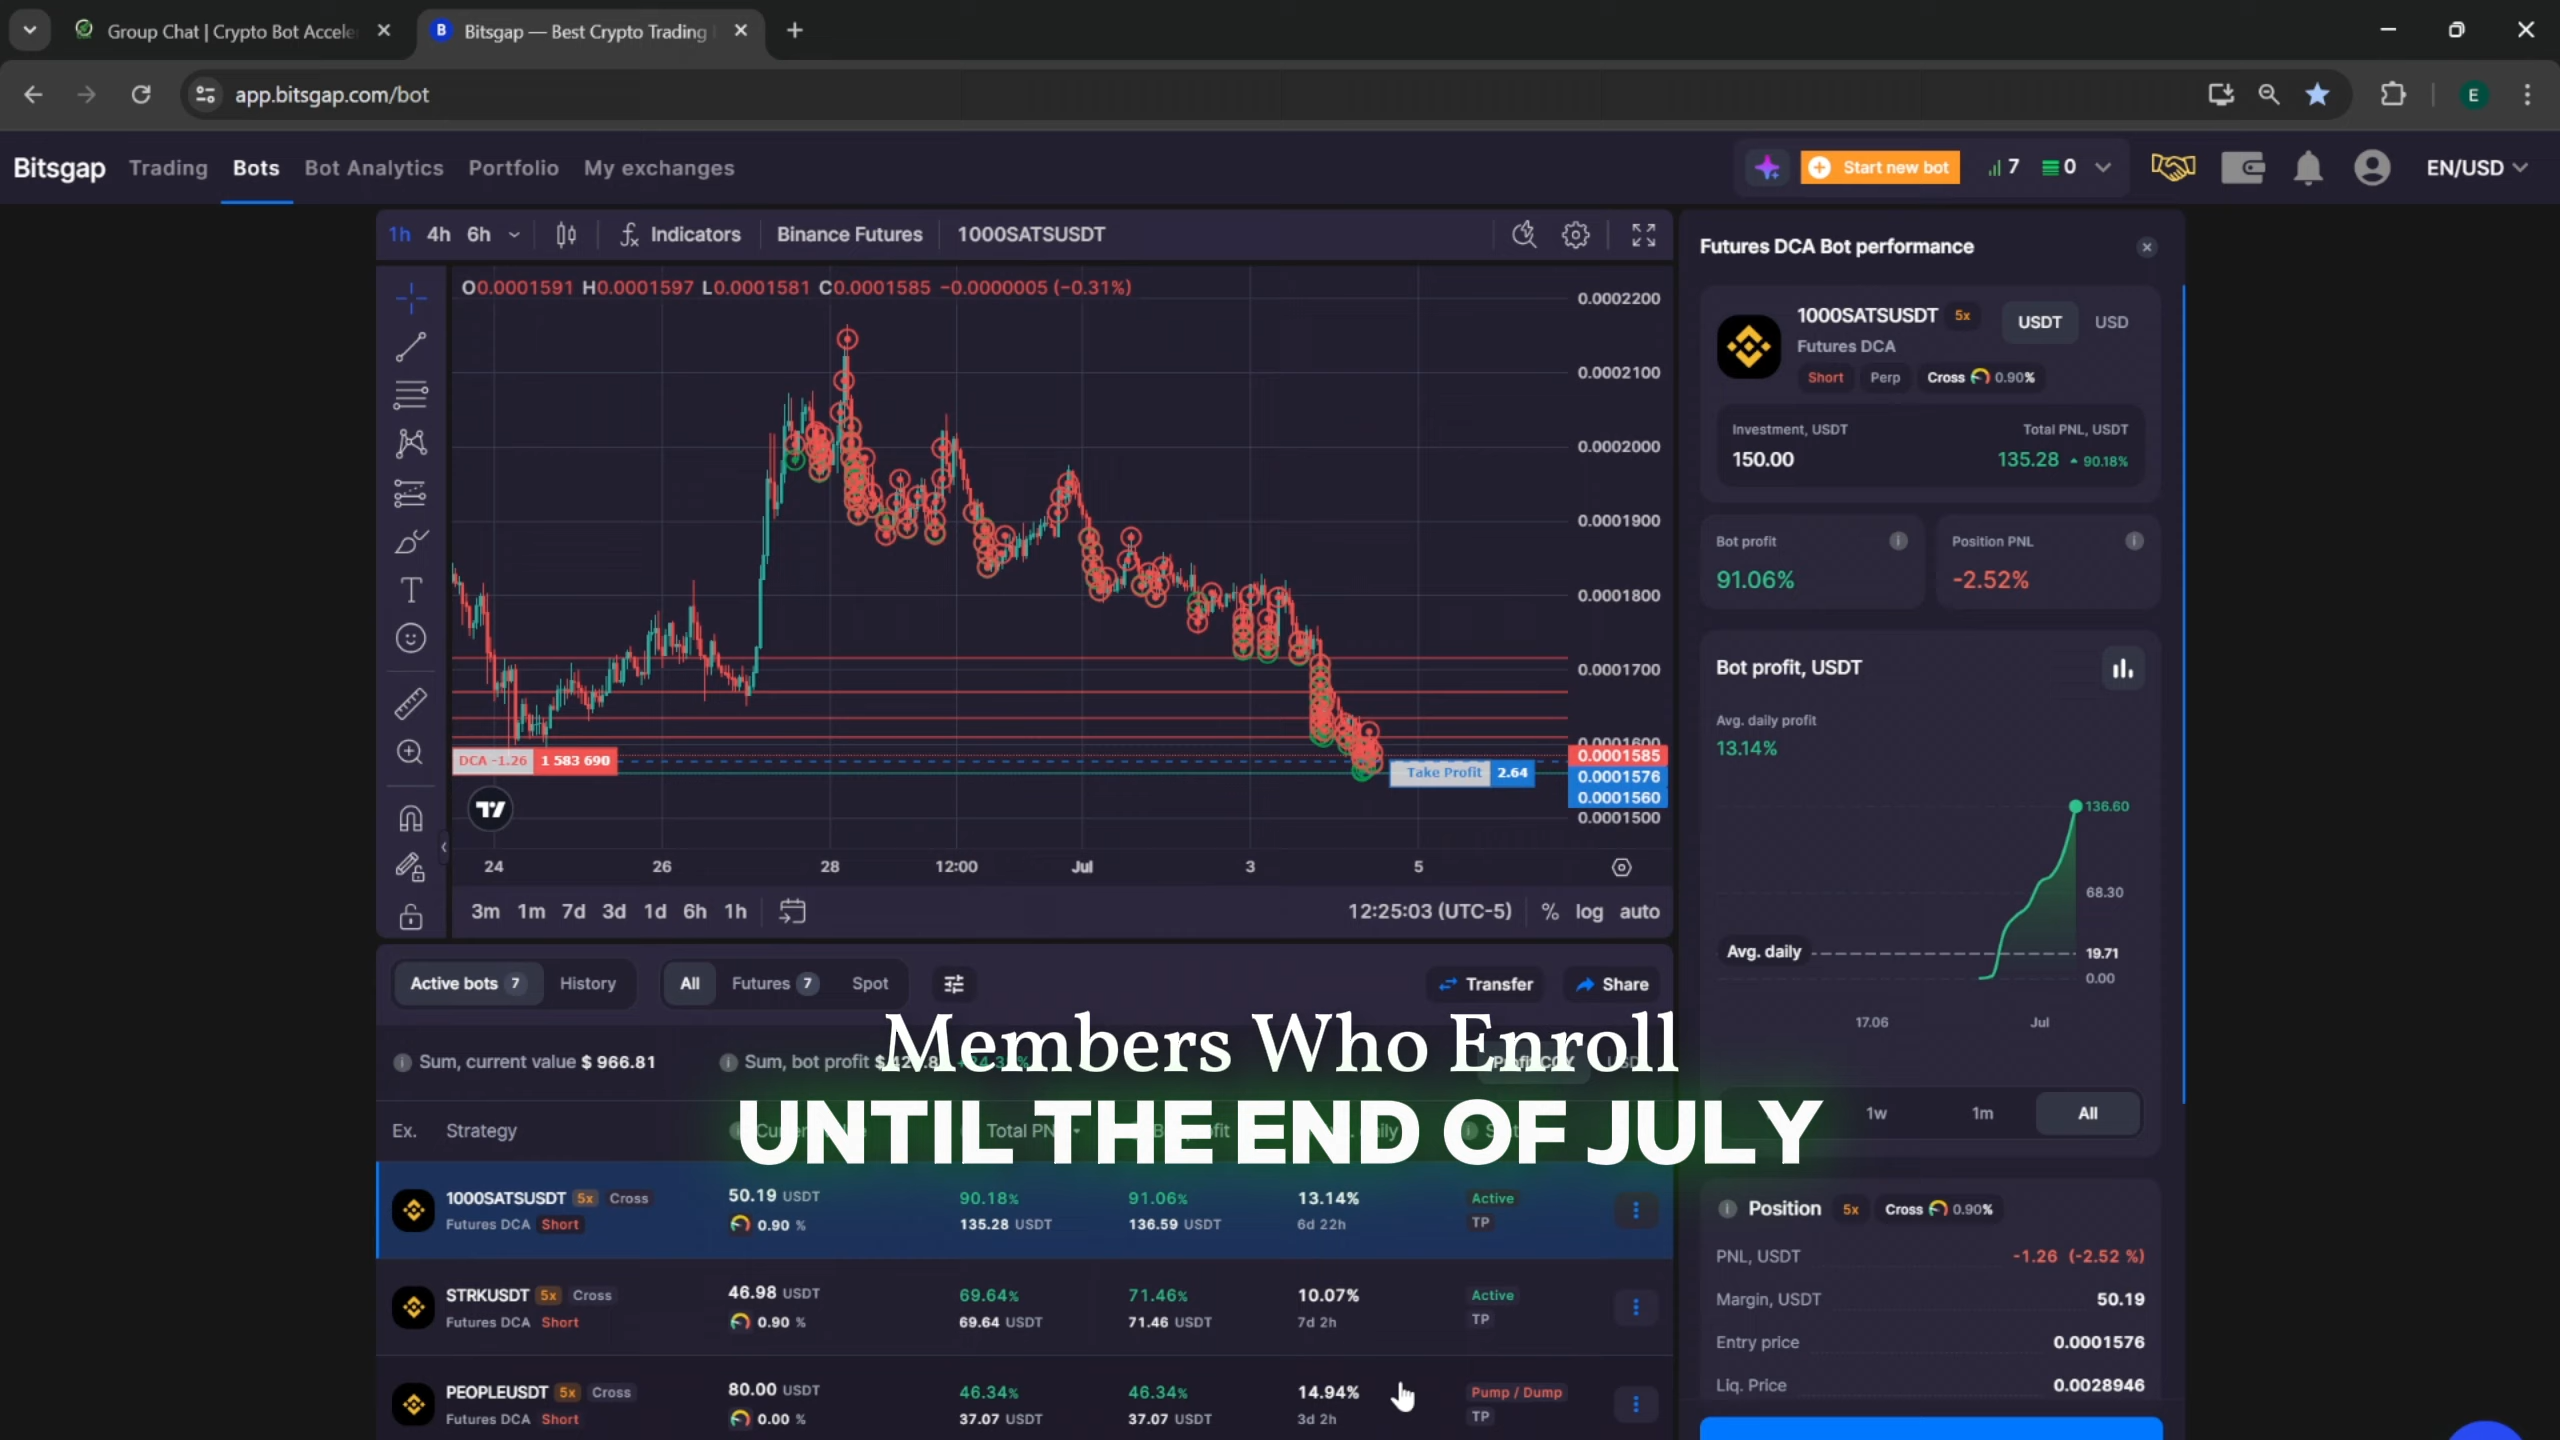 Group Chat | Crypto Bot Accele
Bitsgap — Best Crypto Trading
app.bitsgap.com/bot
E
Bitsgap Trading Bots Bot Analytics Portfolio My exchanges
Start new bot 7 0 EN/USD
1h 4h 6h Indicators Binance Futures 1000SATSUSDT
O0.0001591 H0.0001597 L0.0001581 C0.0001585 −0.0000005 (−0.31%)
0.0002200
0.0002100
0.0002000
0.0001900
0.0001800
0.0001700
0.0001600
0.0001585
0.0001576
0.0001560
0.0001500
DCA -1.26 1 583 690
Take Profit 2.64
24 26 28 12:00 Jul 3 5
3m 1m 7d 3d 1d 6h 1h
12:25:03 (UTC-5) % log auto
Futures DCA Bot performance
1000SATSUSDT 5x USDT USD
Futures DCA
Short Perp Cross 0.90%
Investment, USDT Total PNL, USDT
150.00 135.28 90.18%
Bot profit Position PNL
91.06% -2.52%
Bot profit, USDT
Avg. daily profit
13.14%
136.60
68.30
Avg. daily 19.71
0.00
17.06 Jul
1w 1m All
Position 5x Cross 0.90%
PNL, USDT -1.26 (-2.52 %)
Margin, USDT 50.19
Entry price 0.0001576
Liq. Price 0.0028946
Active bots 7 History All Futures 7 Spot Transfer Share
Sum, current value $ 966.81 Sum, bot profit
Members Who Enroll
UNTIL THE END OF JULY
Ex. Strategy
1000SATSUSDT 5x Cross 50.19 USDT 90.18% 91.06% 13.14% Active
Futures DCA Short 0.90 % 135.28 USDT 136.59 USDT 6d 22h TP
STRKUSDT 5x Cross 46.98 USDT 69.64% 71.46% 10.07% Active
Futures DCA Short 0.90 % 69.64 USDT 71.46 USDT 7d 2h TP
PEOPLEUSDT 5x Cross 80.00 USDT 46.34% 46.34% 14.94% Pump / Dump
Futures DCA Short 0.00 % 37.07 USDT 37.07 USDT 3d 2h TP